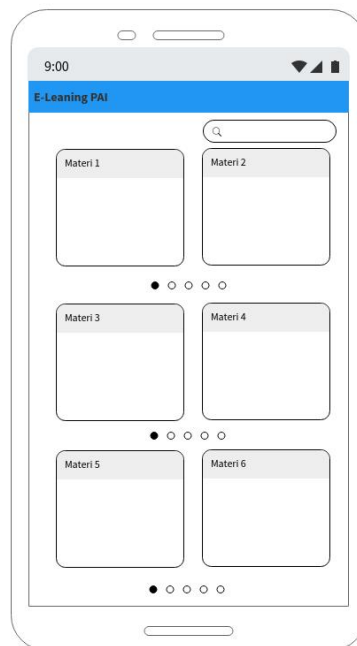 9:00
E-Leaning PAI
Materi 1
Materi 2
Materi 3
Materi 4
Materi 5
Materi 6